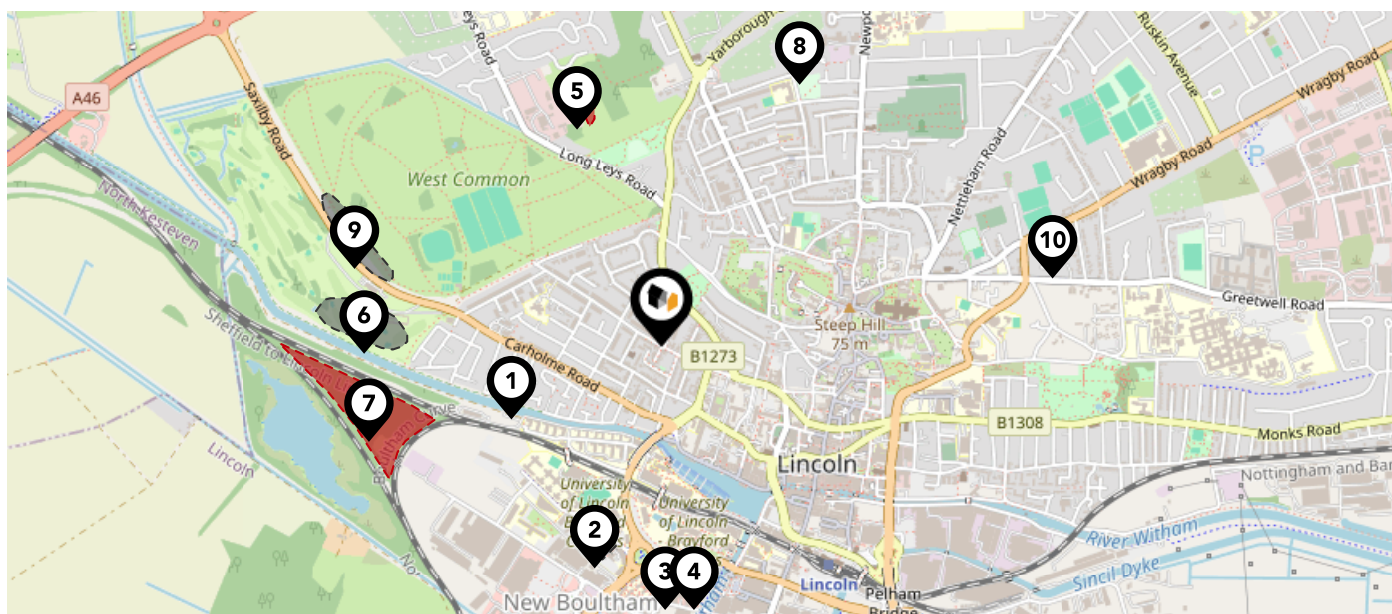 eys Road
Yarborough
8
Newpo
Ruskin Avenue
A46
5
Wragby Road
Saxilby Road
Long Leys Road
P
Wragby Road
West Common
Nettleham Road
North Kesteven
9
10
Greetwell Road
6
Steep Hill
75 m
Sheffield to Lincoln
B1273
Carholme Road
1
7
urve
B1308
Monks Road
Lincoln
Lincoln
Nottingham and Bar
University
of Lincoln
University
of Lincoln
- Brayford
2
River Witham
3
4
Sincil Dyke
Lincoln
New Boultham
Pelham
Bridge